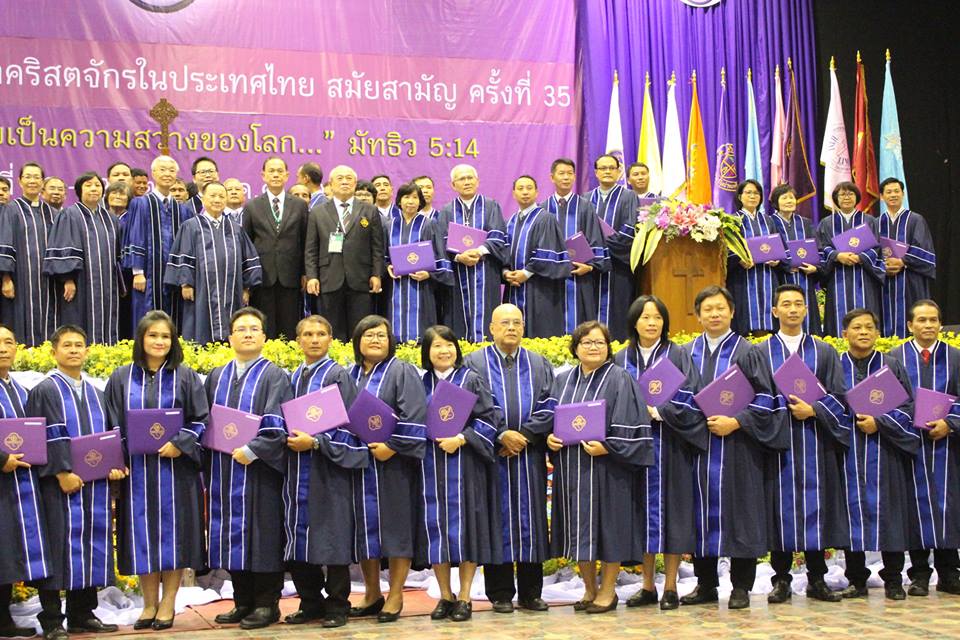 คริสตจักรในประเทศไทย สมัยสามัญ ครั้งที่ 35
เป็นความสว่างของโลก...” มัทธิว 5:14